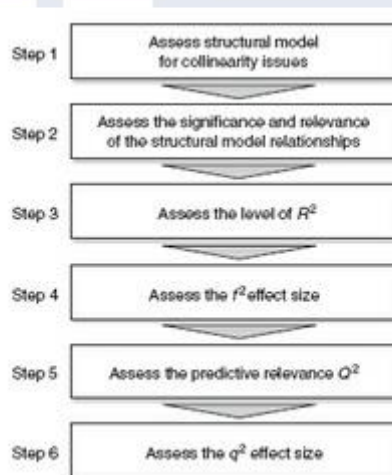 Step 1
Assess structural model
for collinearity issues
Step 2
Assess the significance and relevance
of the structural model relationships
Step 3
Assess the level of R²
Step 4
Assess the f² effect size
Step 5
Assess the predictive relevance Q²
Step 6
Assess the q² effect size